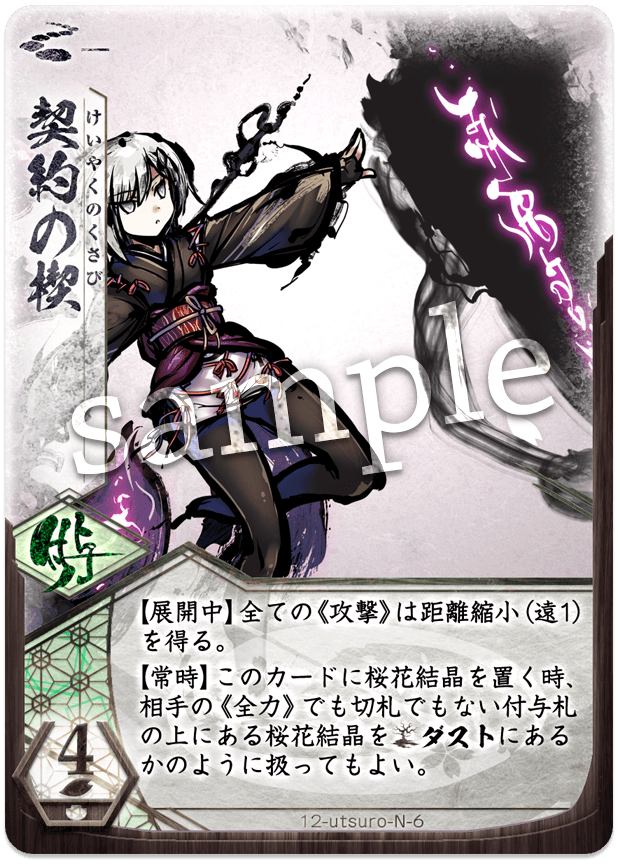 契約の楔
けいやくのくさび
sample
付与
【展開中】全ての《攻撃》は距離縮小(遠1)
を得る。
【常時】このカードに桜花結晶を置く時、
相手の《全力》でも切札でもない付与札
の上にある桜花結晶をダストにある
かのように扱ってもよい。
4
12-utsuro-N-6